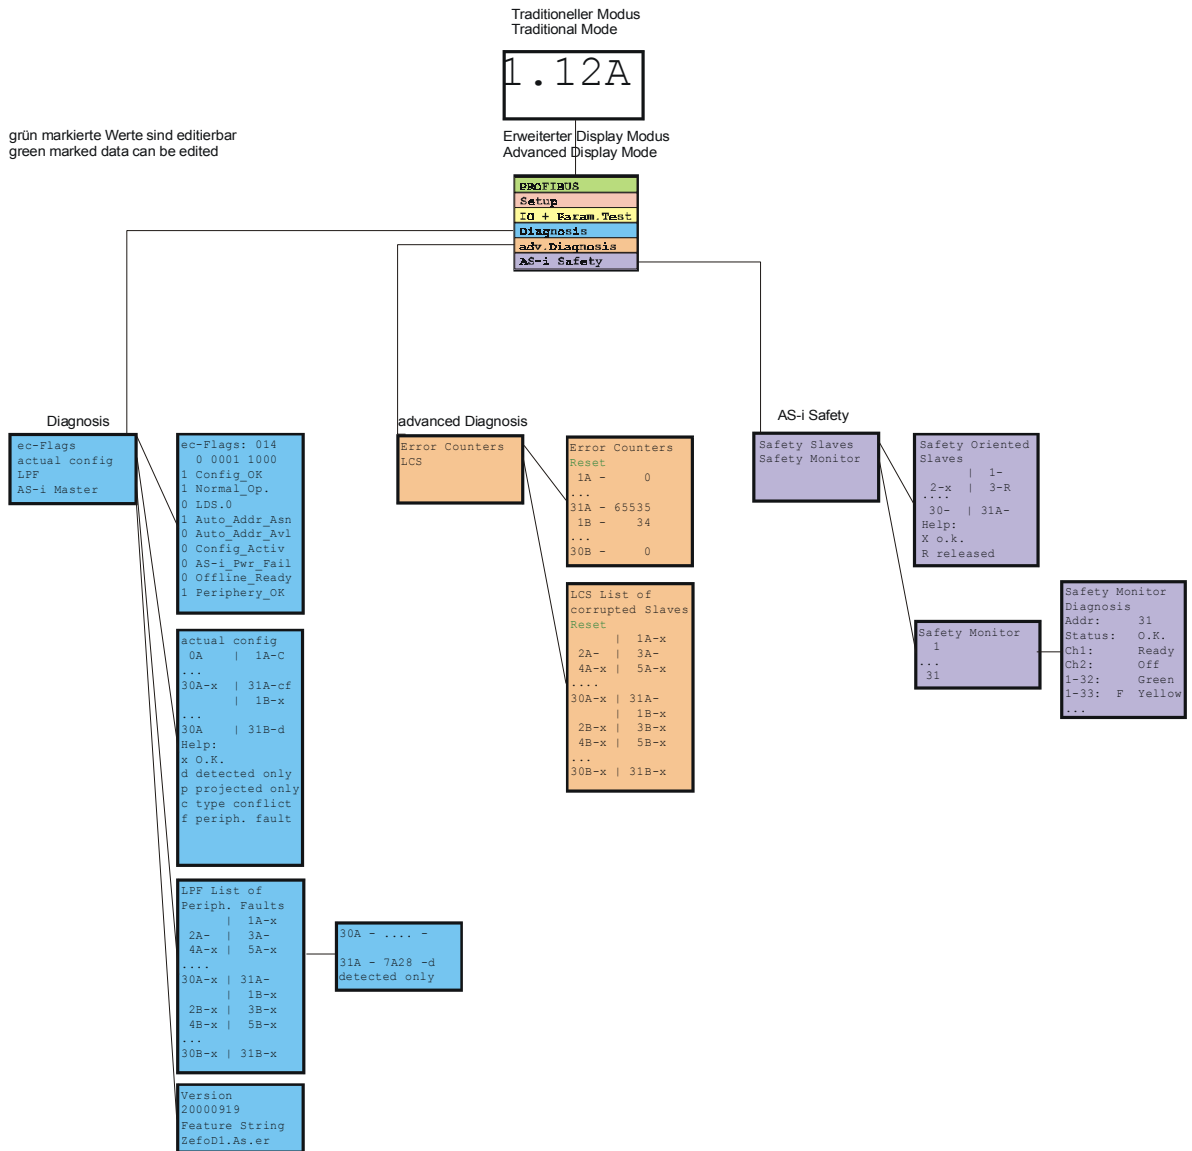 Traditioneller Modus
Traditional Mode
1.12A
grün markierte Werte sind editierbar
green marked data can be edited
Erweiterter Display Modus
Advanced Display Mode
PROFIBUS
Setup
IO + Param.Test
Diagnosis
adv.Diagnosis
AS-i Safety
Diagnosis
ec-Flags
actual config
LPF
AS-i Master
ec-Flags: 014
0 0001 1000
1 Config_OK
1 Normal_Op.
0 LDS.0
1 Auto_Addr_Asn
0 Auto_Addr_Avl
0 Config_Activ
0 AS-i_Pwr_Fail
0 Offline_Ready
1 Periphery_OK
actual config
0A | 1A-C
...
30A-x | 31A-cf
| 1B-x
...
30A | 31B-d
Help:
x O.K.
d detected only
p projected only
c type conflict
f periph. fault
LPF List of
Periph. Faults
| 1A-x
2A- | 3A-
4A-x | 5A-x
....
30A-x | 31A-
| 1B-x
2B-x | 3B-x
4B-x | 5B-x
...
30B-x | 31B-x
30A - .... -
31A - 7A28 -d
detected only
Version
20000919
Feature String
ZefoD1.As.er
advanced Diagnosis
Error Counters
LCS
Error Counters
Reset
1A - 0
...
31A - 65535
1B - 34
...
30B - 0
LCS List of
corrupted Slaves
Reset
| 1A-x
2A- | 3A-
4A-x | 5A-x
....
30A-x | 31A-
| 1B-x
2B-x | 3B-x
4B-x | 5B-x
...
30B-x | 31B-x
AS-i Safety
Safety Slaves
Safety Monitor
Safety Oriented
Slaves
| 1-
2-x | 3-R
....
30- | 31A-
Help:
X o.k.
R released
Safety Monitor
1
...
31
Safety Monitor
Diagnosis
Addr: 31
Status: O.K.
Ch1: Ready
Ch2: Off
1-32: Green
1-33: F Yellow
...